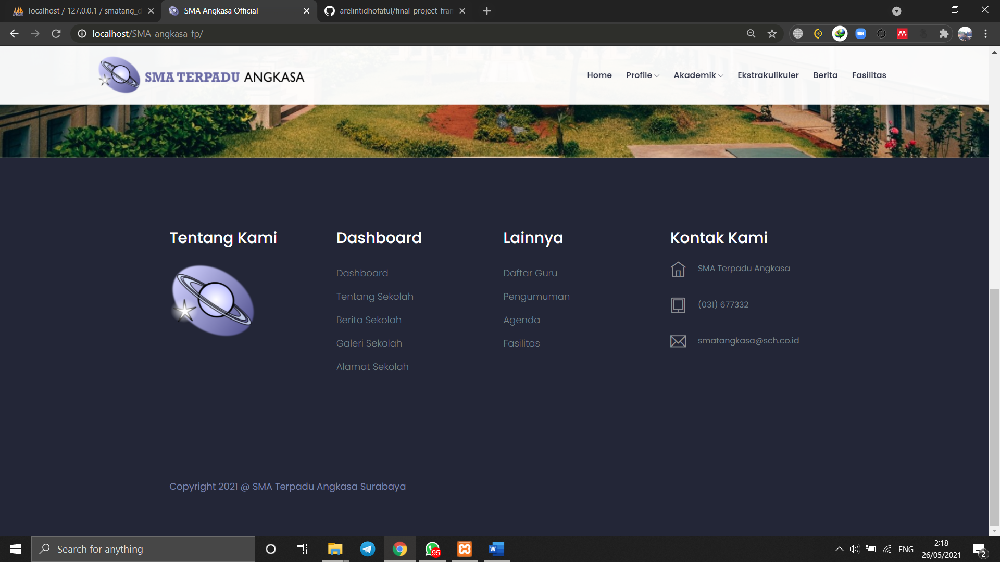 localhost / 127.0.0.1 / smatang_d
SMA Angkasa Official
arelintidhofatul/final-project-fran
localhost/SMA-angkasa-fp/
SMA TERPADU ANGKASA
Home
Profile
Akademik
Ekstrakulikuler
Berita
Fasilitas
Tentang Kami
Dashboard
Dashboard
Tentang Sekolah
Berita Sekolah
Galeri Sekolah
Alamat Sekolah
Lainnya
Daftar Guru
Pengumuman
Agenda
Fasilitas
Kontak Kami
SMA Terpadu Angkasa
(031) 677332
smatangkasa@sch.co.id
Copyright 2021 @ SMA Terpadu Angkasa Surabaya
Search for anything
95
ENG
2:18
26/05/2021
2